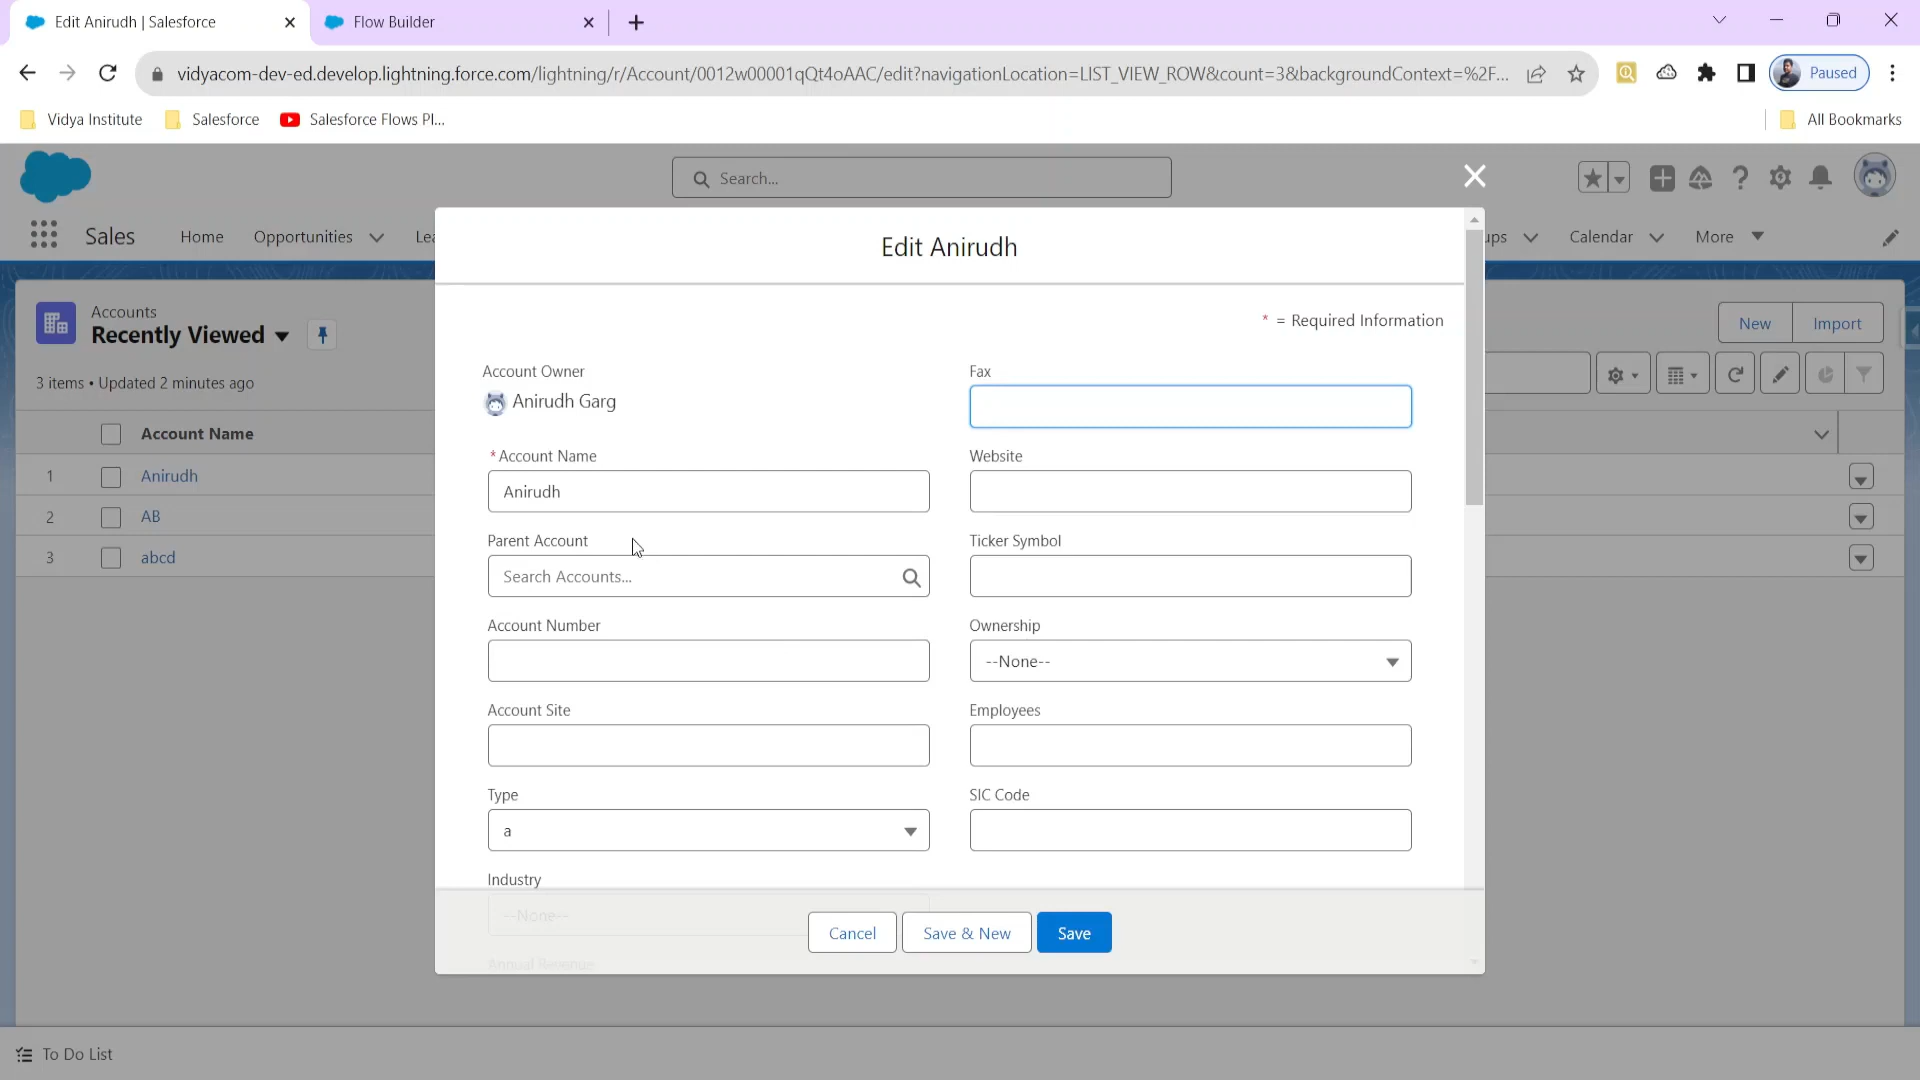 Edit Anirudh | Salesforce
Flow Builder
vidyacom-dev-ed.develop.lightning.force.com/lightning/r/Account/0012w00001qQt4oAAC/edit?navigationLocation=LIST_VIEW_ROW&count=3&backgroundContext=%2F...
Paused
Vidya Institute
Salesforce
Salesforce Flows Pl...
All Bookmarks
Search...
Sales
Home
Opportunities
Lea
ups
Calendar
More
Edit Anirudh
* = Required Information
Accounts
Recently Viewed
3 items • Updated 2 minutes ago
New
Import
Account Name
1 Anirudh
2 AB
3 abcd
Account Owner
Anirudh Garg
Fax
*Account Name
Anirudh
Website
Parent Account
Search Accounts...
Ticker Symbol
Account Number
Ownership
--None--
Account Site
Employees
Type
a
SIC Code
Industry
--None--
Annual Revenue
Cancel
Save & New
Save
To Do List